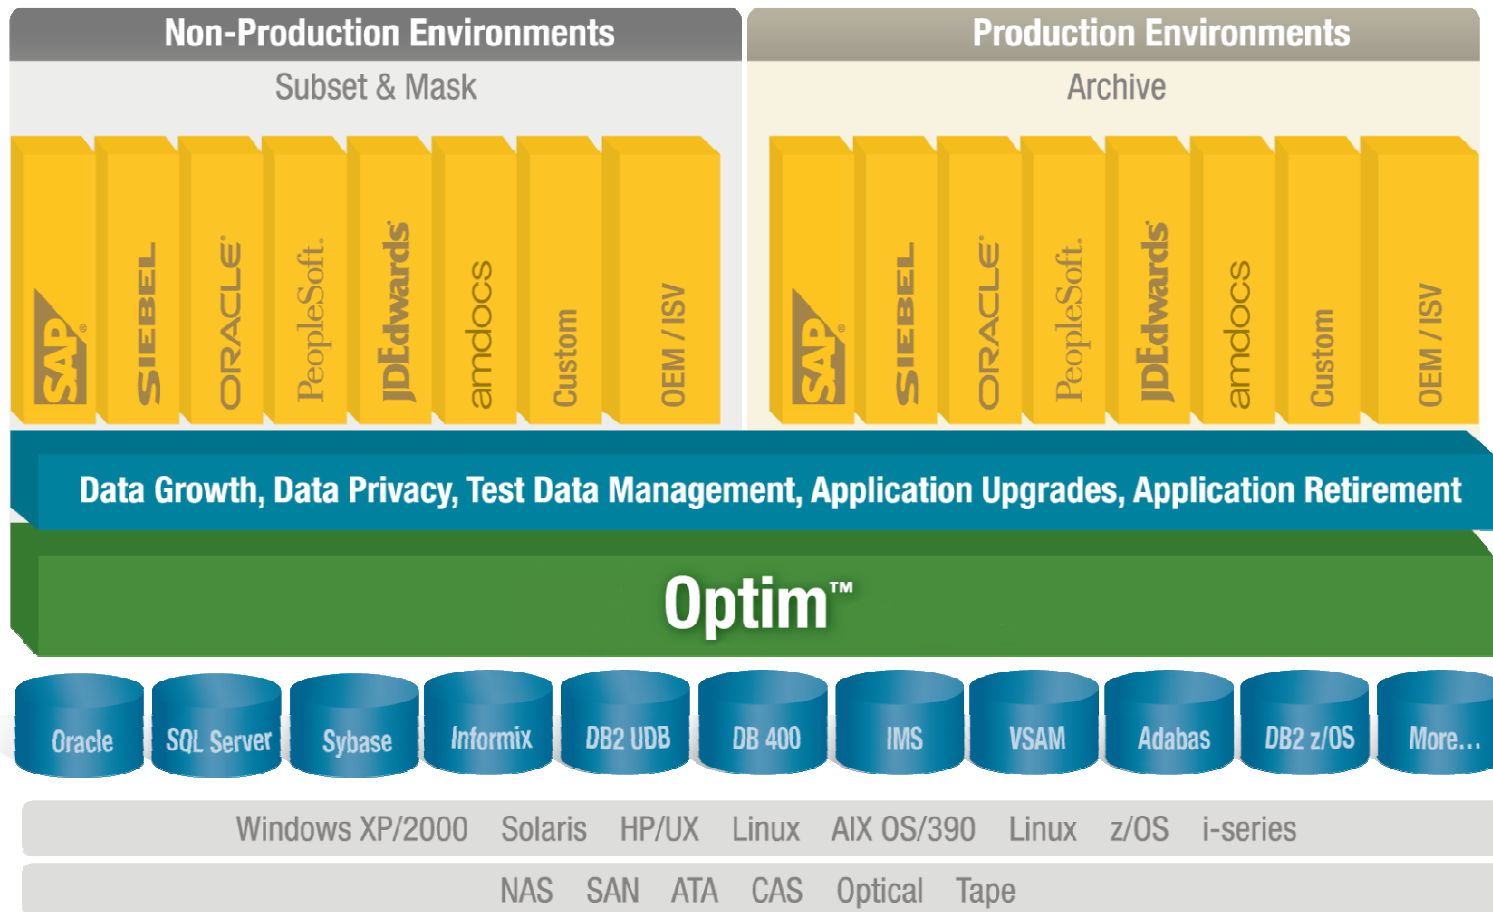 Non-Production Environments
Subset & Mask
SAP®
SIEBEL
ORACLE®
PeopleSoft.
JDEdwards®
amdocs
Custom
OEM / ISV
Production Environments
Archive
SAP®
SIEBEL
ORACLE®
PeopleSoft.
JDEdwards®
amdocs
Custom
OEM / ISV
Data Growth, Data Privacy, Test Data Management, Application Upgrades, Application Retirement
Optim™
Oracle
SQL Server
Sybase
Informix
DB2 UDB
DB 400
IMS
VSAM
Adabas
DB2 z/OS
More...
Windows XP/2000 Solaris HP/UX Linux AIX OS/390 Linux z/OS i-series
NAS SAN ATA CAS Optical Tape